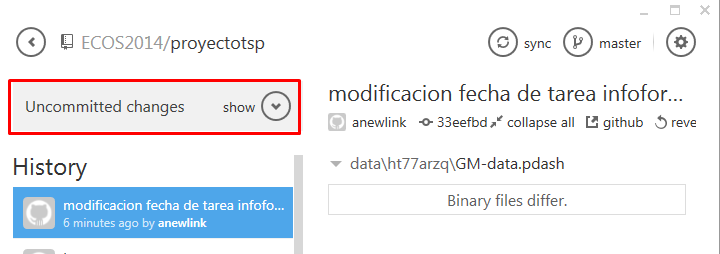 ECOS2014/proyectotsp
sync
master
Uncommitted changes
show
History
modificacion fecha de tarea infofo...
6 minutes ago by anewlink
modificacion fecha de tarea infofor...
anewlink
33eefbd
collapse all
github
reve
data\ht77arzq\GM-data.pdash
Binary files differ.